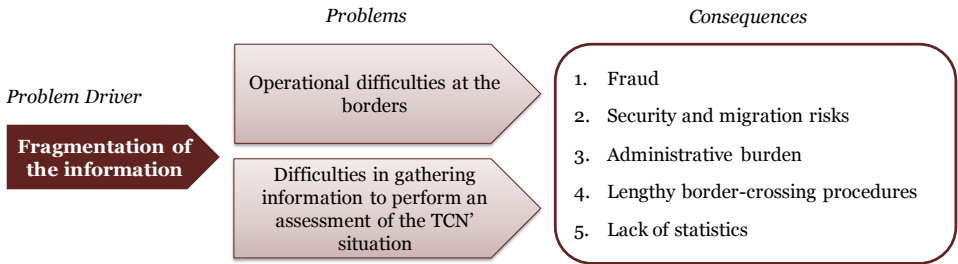 Problems
Consequences
Problem Driver
Fragmentation of
the information
Operational difficulties at the
borders
Difficulties in gathering
information to perform an
assessment of the TCN'
situation
1. Fraud
2. Security and migration risks
3. Administrative burden
4. Lengthy border-crossing procedures
5. Lack of statistics